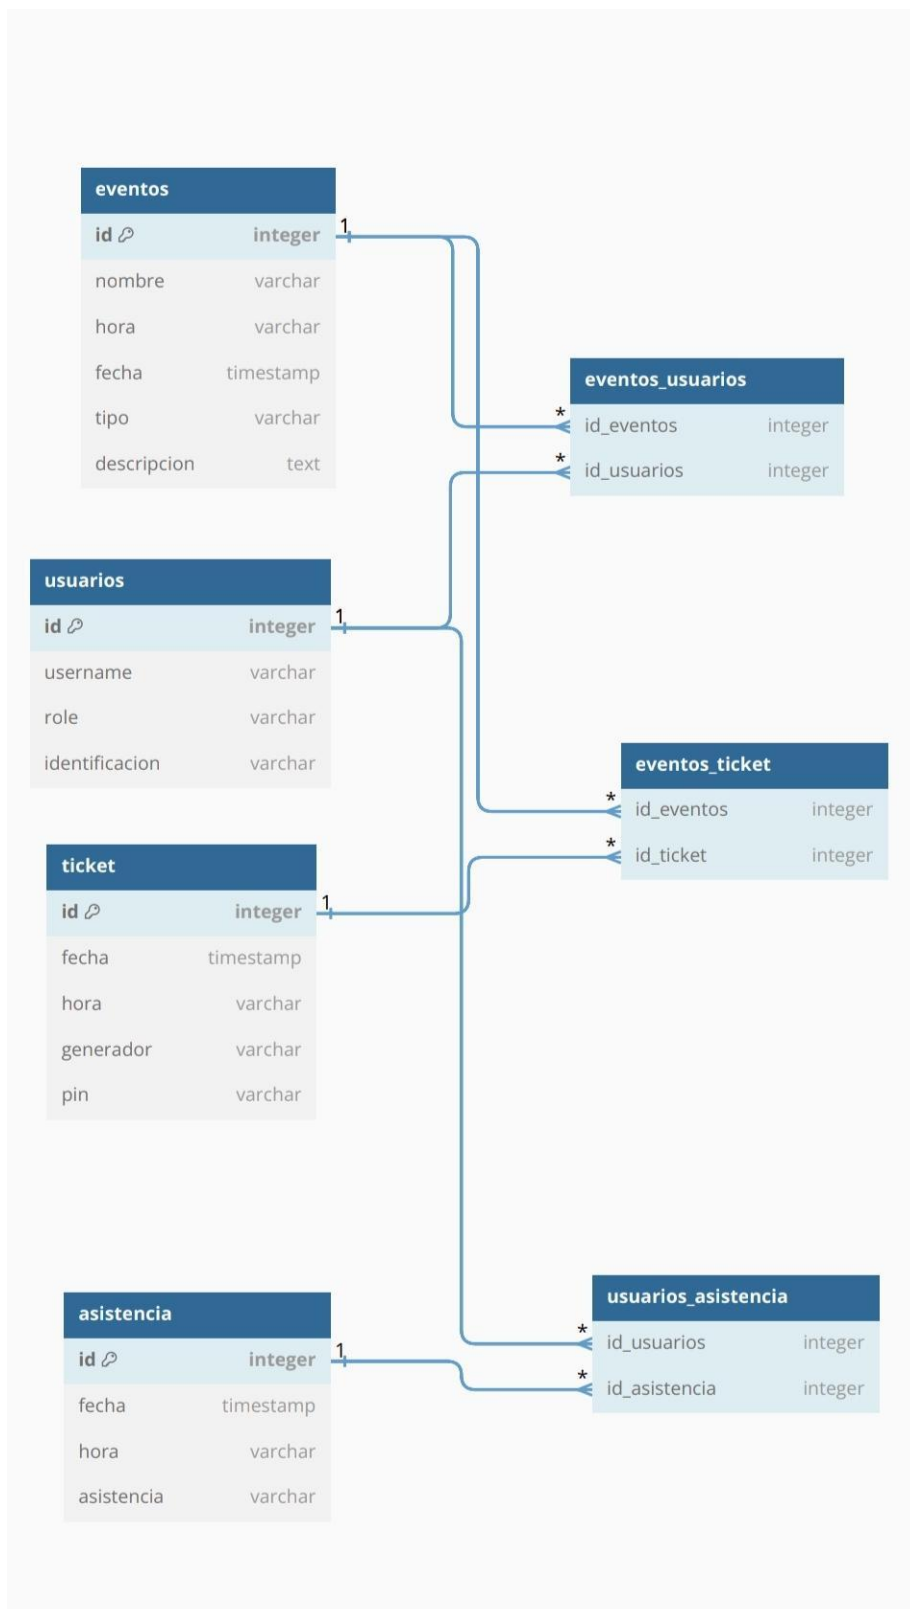 eventos
id integer
nombre varchar
hora varchar
fecha timestamp
tipo varchar
descripcion text
1
eventos_usuarios
* id_eventos integer
* id_usuarios integer
usuarios
id integer
username varchar
role varchar
identificacion varchar
1
eventos_ticket
* id_eventos integer
* id_ticket integer
ticket
id integer
fecha timestamp
hora varchar
generador varchar
pin varchar
1
usuarios_asistencia
* id_usuarios integer
* id_asistencia integer
asistencia
id integer
fecha timestamp
hora varchar
asistencia varchar
1